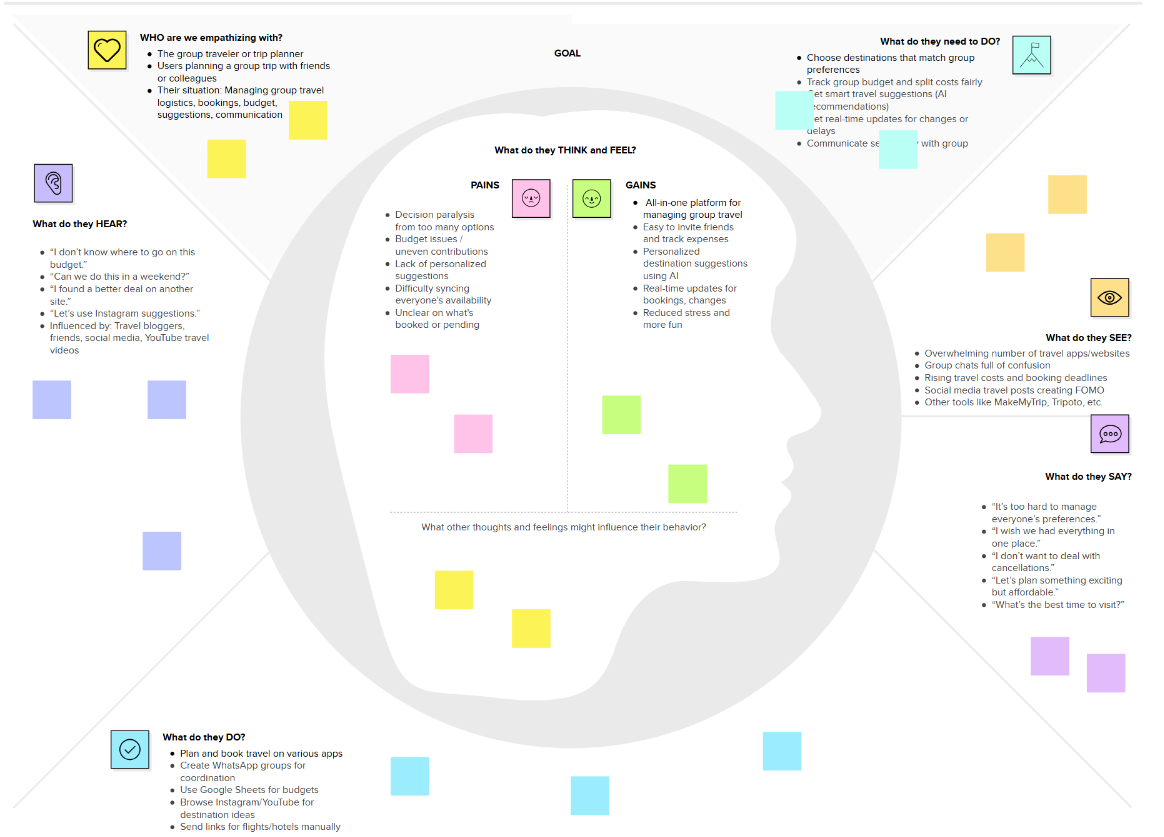 WHO are we empathizing with?
• The group traveler or trip planner
• Users planning a group trip with friends
or colleagues
• Their situation: Managing group travel
logistics, bookings, budget,
suggestions, communication
GOAL
What do they need to DO?
• Choose destinations that match group
preferences
• Track group budget and split costs fairly
et smart travel suggestions (AI
ecommendations)
et real-time updates for changes or
delays
• Communicate se y with group
What do they HEAR?
• “I don’t know where to go on this
budget.”
• “Can we do this in a weekend?”
• “I found a better deal on another
site.”
• “Let’s use Instagram suggestions.”
• Influenced by: Travel bloggers,
friends, social media, YouTube travel
videos
What do they THINK and FEEL?
PAINS
• Decision paralysis
from too many options
• Budget issues /
uneven contributions
• Lack of personalized
suggestions
• Difficulty syncing
everyone’s availability
• Unclear on what's
booked or pending
GAINS
• All-in-one platform for
managing group travel
• Easy to invite friends
and track expenses
• Personalized
destination suggestions
using AI
• Real-time updates for
bookings, changes
• Reduced stress and
more fun
What other thoughts and feelings might influence their behavior?
What do they SEE?
• Overwhelming number of travel apps/websites
• Group chats full of confusion
• Rising travel costs and booking deadlines
• Social media travel posts creating FOMO
• Other tools like MakeMyTrip, Tripoto, etc.
What do they SAY?
• “It’s too hard to manage
everyone’s preferences.”
• “I wish we had everything in
one place.”
• “I don’t want to deal with
cancellations.”
• “Let’s plan something exciting
but affordable.”
• “What’s the best time to visit?”
What do they DO?
• Plan and book travel on various apps
• Create WhatsApp groups for
coordination
• Use Google Sheets for budgets
• Browse Instagram/YouTube for
destination ideas
• Send links for flights/hotels manually